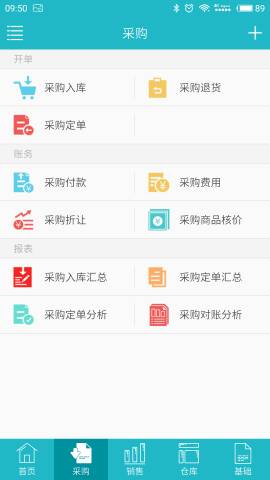 09:50 89
采购
开单
采购入库 采购退货
采购定单
账务
采购付款 采购费用
采购折让 采购商品核价
报表
采购入库汇总 采购定单汇总
采购定单分析 采购对账分析
首页 采购 销售 仓库 基础